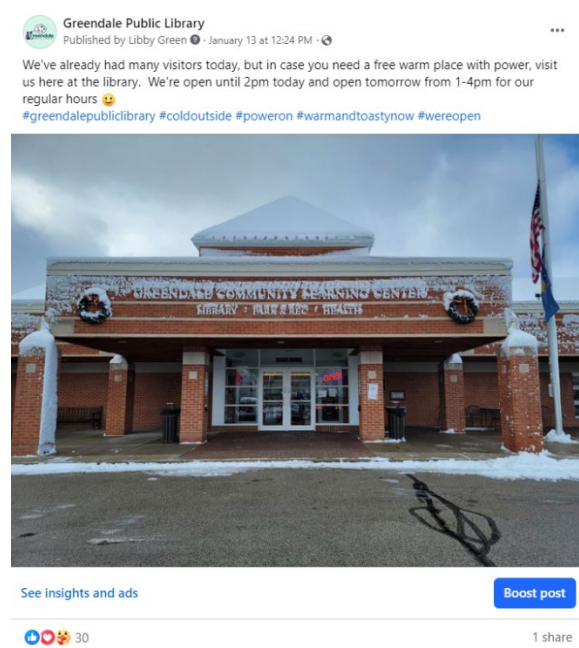 Greendale Public Library
Published by Libby Green · January 13 at 12:24 PM ·
We've already had many visitors today, but in case you need a free warm place with power, visit
us here at the library. We're open until 2pm today and open tomorrow from 1-4pm for our
regular hours
#greendalepubliclibrary #coldoutside #poweron #warmandtoastynow #wereopen
GREENDALE COMMUNITY LEARNING CENTER
LIBRARY · PARK & REC · HEALTH
OPEN
See insights and ads
Boost post
30
1 share